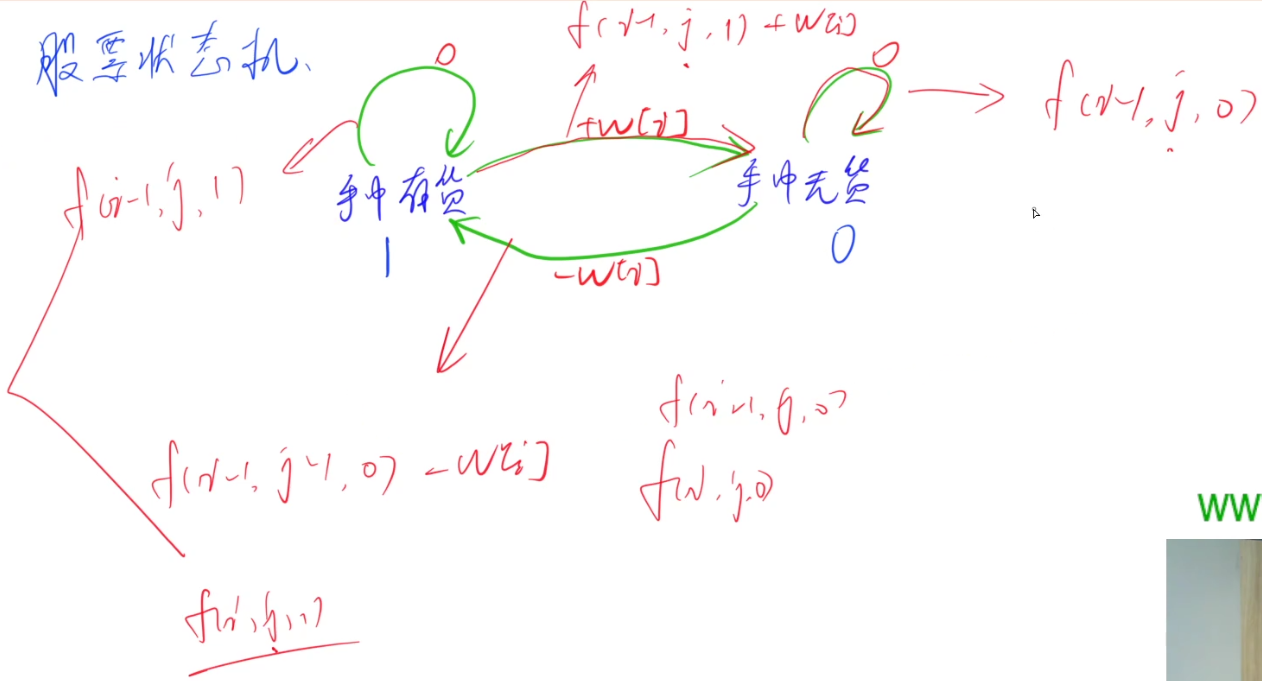 股票状态机、
f(i-1, j, 1) + w[i]
0
0
+w[i]
f(i-1, j, 0)
f(i-1, j, 1)
手中有货
手中无货
1
0
-w[i]
f(i-1, j, 0)
f(i-1, j-1, 0) - w[i]
f(i, j, 0)
f(i, j, 1)
WW